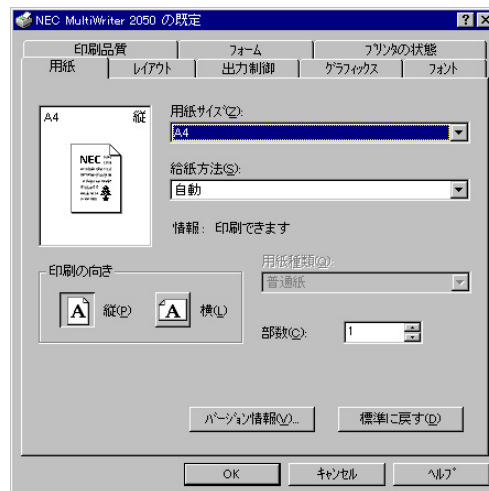 NEC MultiWriter 2050 の既定
印刷品質 フォーム プリンタの状態
用紙 レイアウト 出力制御 グラフィックス フォント
A4 縦
NEC
用紙サイズ(Z):
A4
給紙方法(S):
自動
情報: 印刷できます
印刷の向き
縦(P) 横(L)
用紙種類(Q):
普通紙
部数(C): 1
バージョン情報(V)... 標準に戻す(D)
OK キャンセル ヘルプ